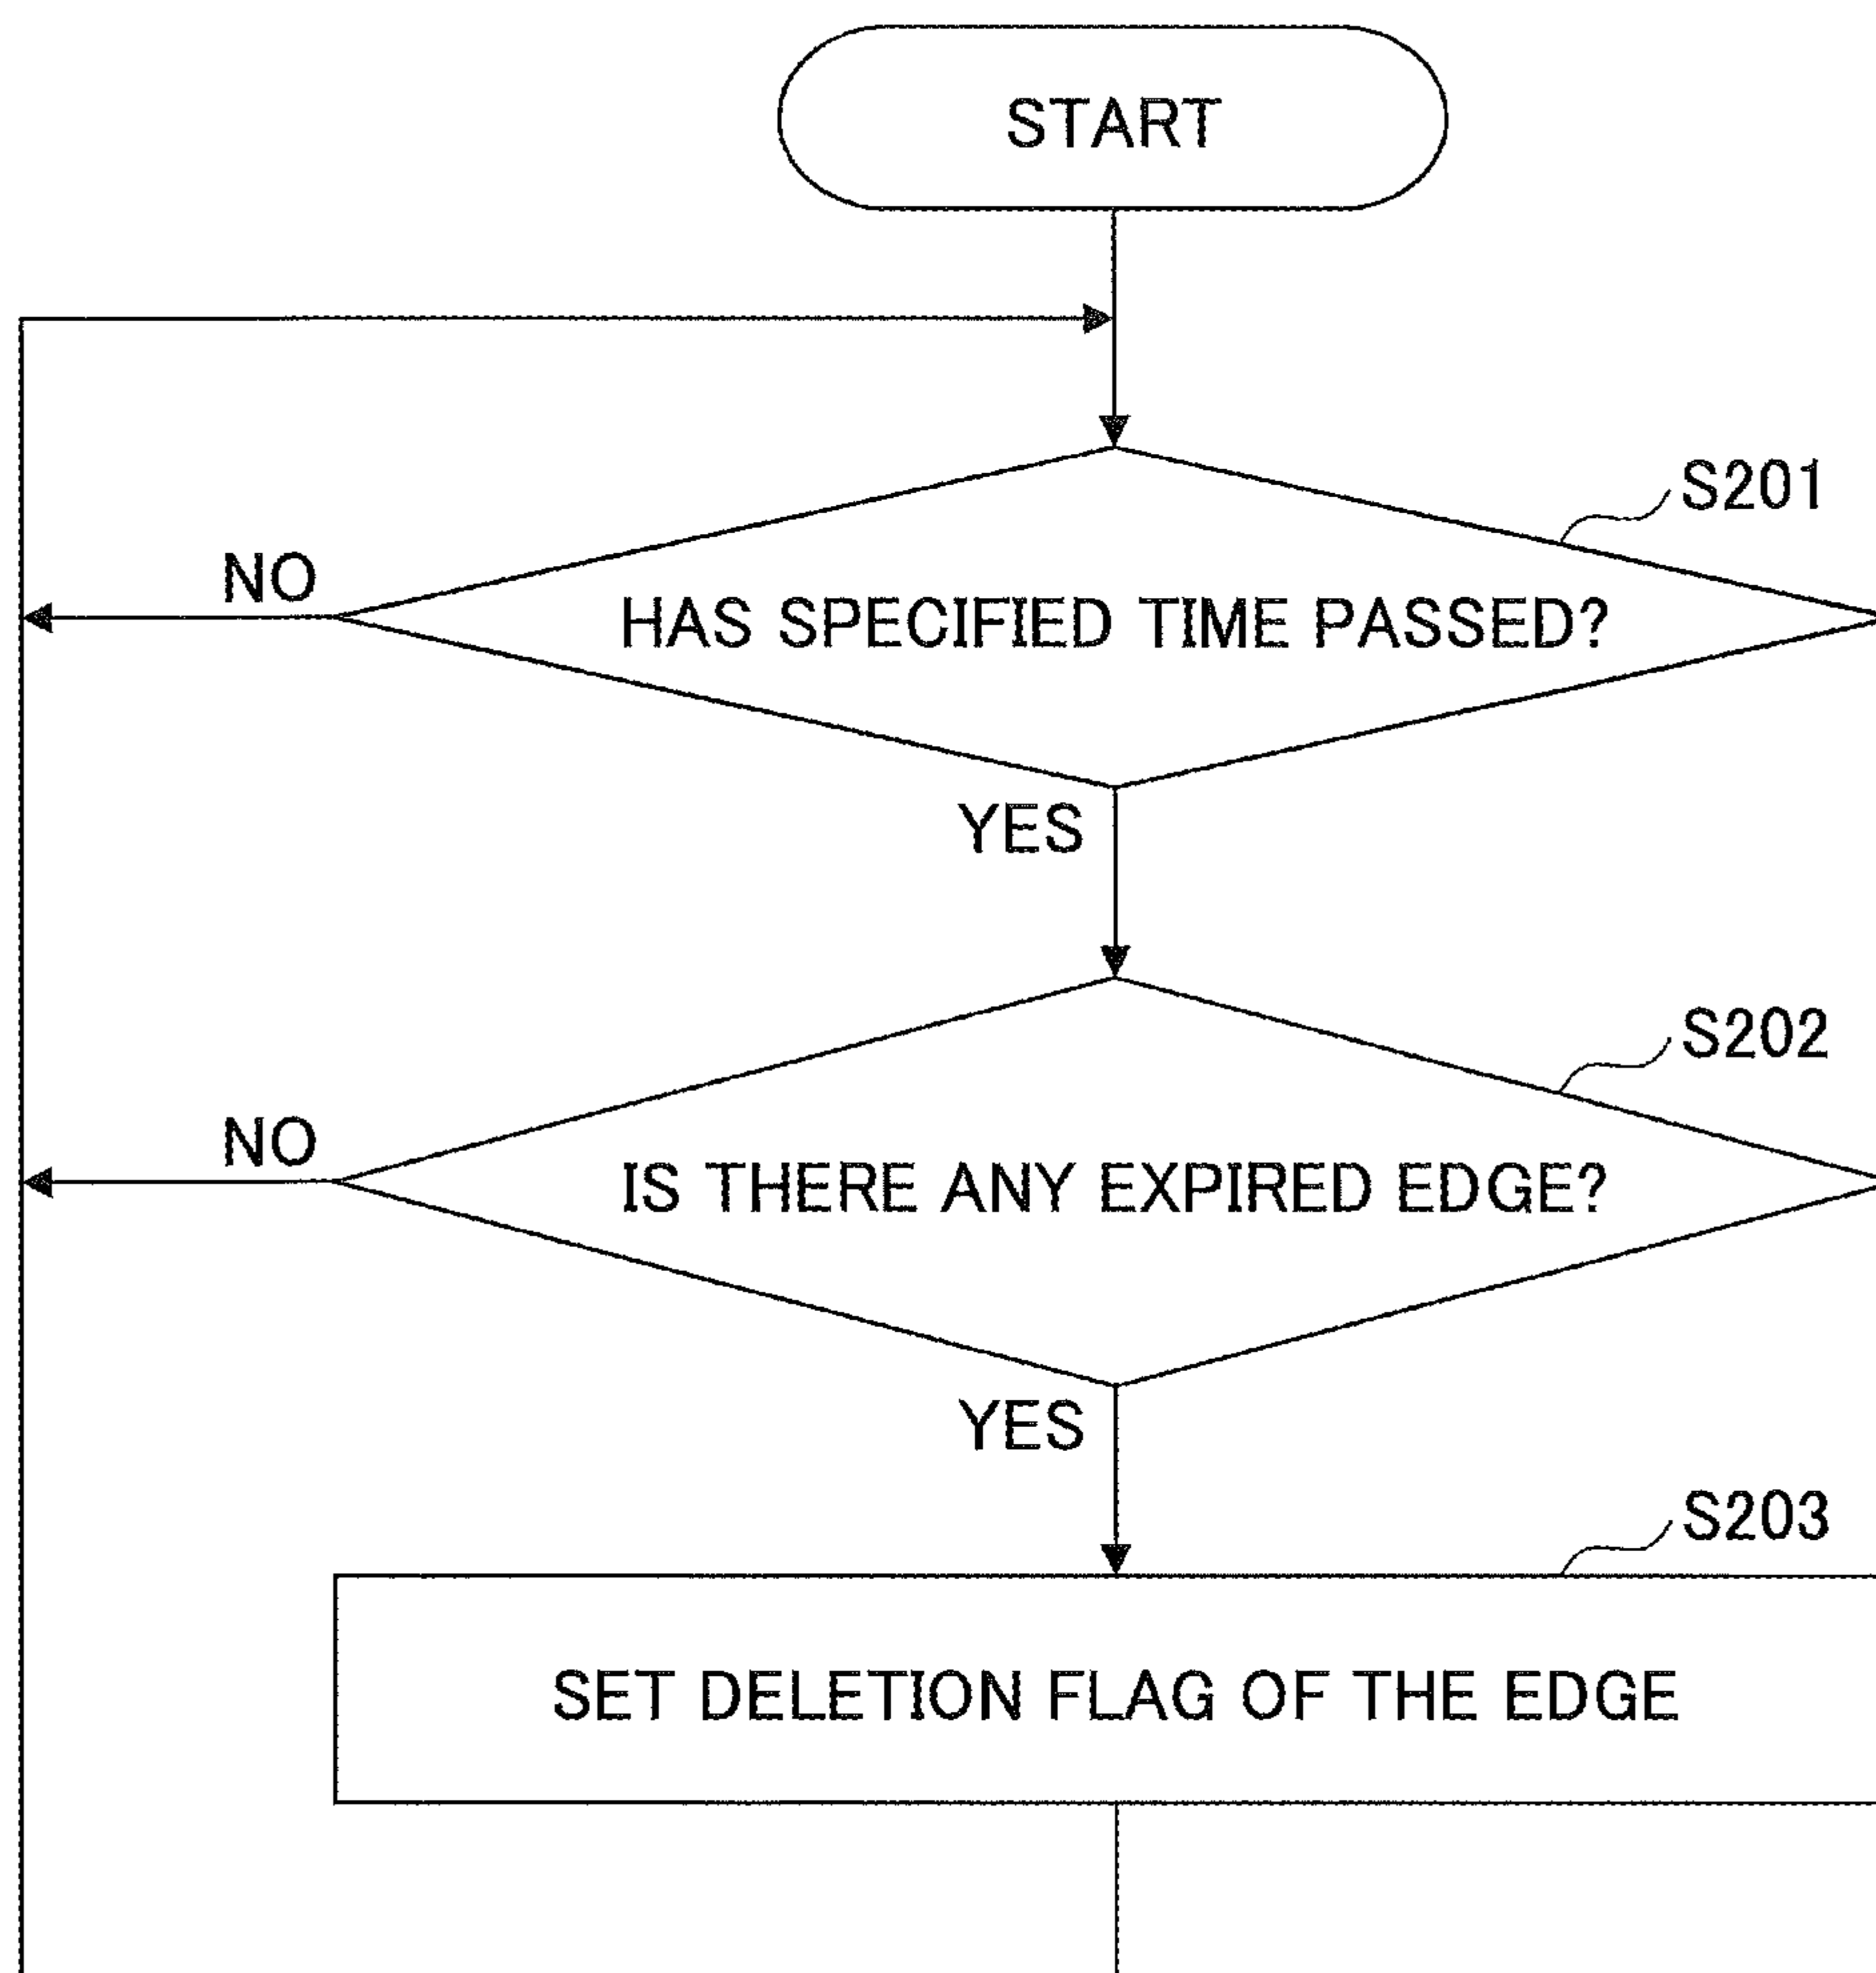 START
S201
NO
HAS SPECIFIED TIME PASSED?
YES
S202
NO
IS THERE ANY EXPIRED EDGE?
YES
S203
SET DELETION FLAG OF THE EDGE